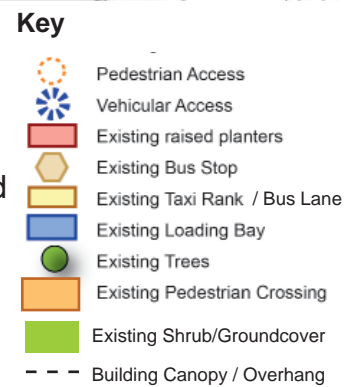 Key
Pedestrian Access
Vehicular Access
Existing raised planters
Existing Bus Stop
Existing Taxi Rank / Bus Lane
Existing Loading Bay
Existing Trees
Existing Pedestrian Crossing
Existing Shrub/Groundcover
Building Canopy / Overhang